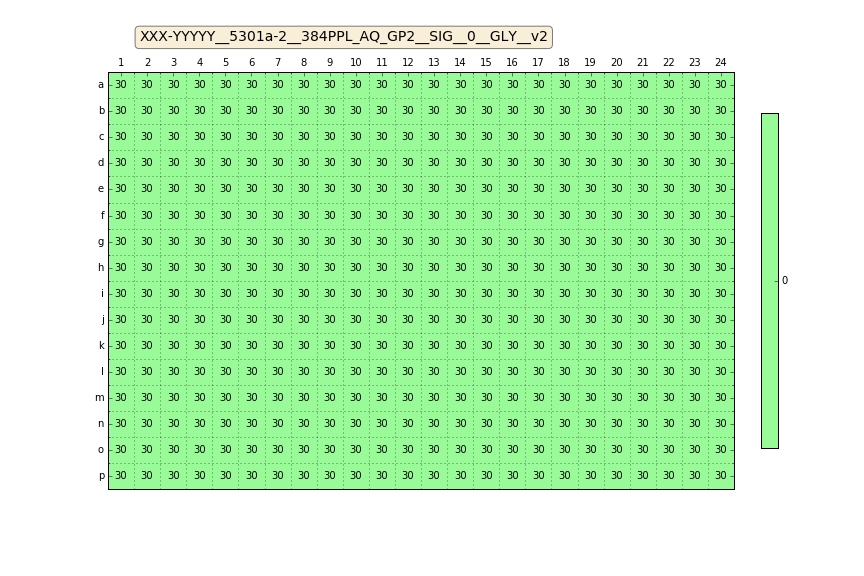 XXX-YYYYY__5301a-2__384PPL_AQ_GP2__SIG__0__GLY__v2
1 2 3 4 5 6 7 8 9 10 11 12 13 14 15 16 17 18 19 20 21 22 23 24
a 30 30 30 30 30 30 30 30 30 30 30 30 30 30 30 30 30 30 30 30 30 30 30 30
b 30 30 30 30 30 30 30 30 30 30 30 30 30 30 30 30 30 30 30 30 30 30 30 30
c 30 30 30 30 30 30 30 30 30 30 30 30 30 30 30 30 30 30 30 30 30 30 30 30
d 30 30 30 30 30 30 30 30 30 30 30 30 30 30 30 30 30 30 30 30 30 30 30 30
e 30 30 30 30 30 30 30 30 30 30 30 30 30 30 30 30 30 30 30 30 30 30 30 30
f 30 30 30 30 30 30 30 30 30 30 30 30 30 30 30 30 30 30 30 30 30 30 30 30
g 30 30 30 30 30 30 30 30 30 30 30 30 30 30 30 30 30 30 30 30 30 30 30 30
h 30 30 30 30 30 30 30 30 30 30 30 30 30 30 30 30 30 30 30 30 30 30 30 30
0
i 30 30 30 30 30 30 30 30 30 30 30 30 30 30 30 30 30 30 30 30 30 30 30 30
j 30 30 30 30 30 30 30 30 30 30 30 30 30 30 30 30 30 30 30 30 30 30 30 30
k 30 30 30 30 30 30 30 30 30 30 30 30 30 30 30 30 30 30 30 30 30 30 30 30
l 30 30 30 30 30 30 30 30 30 30 30 30 30 30 30 30 30 30 30 30 30 30 30 30
m 30 30 30 30 30 30 30 30 30 30 30 30 30 30 30 30 30 30 30 30 30 30 30 30
n 30 30 30 30 30 30 30 30 30 30 30 30 30 30 30 30 30 30 30 30 30 30 30 30
o 30 30 30 30 30 30 30 30 30 30 30 30 30 30 30 30 30 30 30 30 30 30 30 30
p 30 30 30 30 30 30 30 30 30 30 30 30 30 30 30 30 30 30 30 30 30 30 30 30